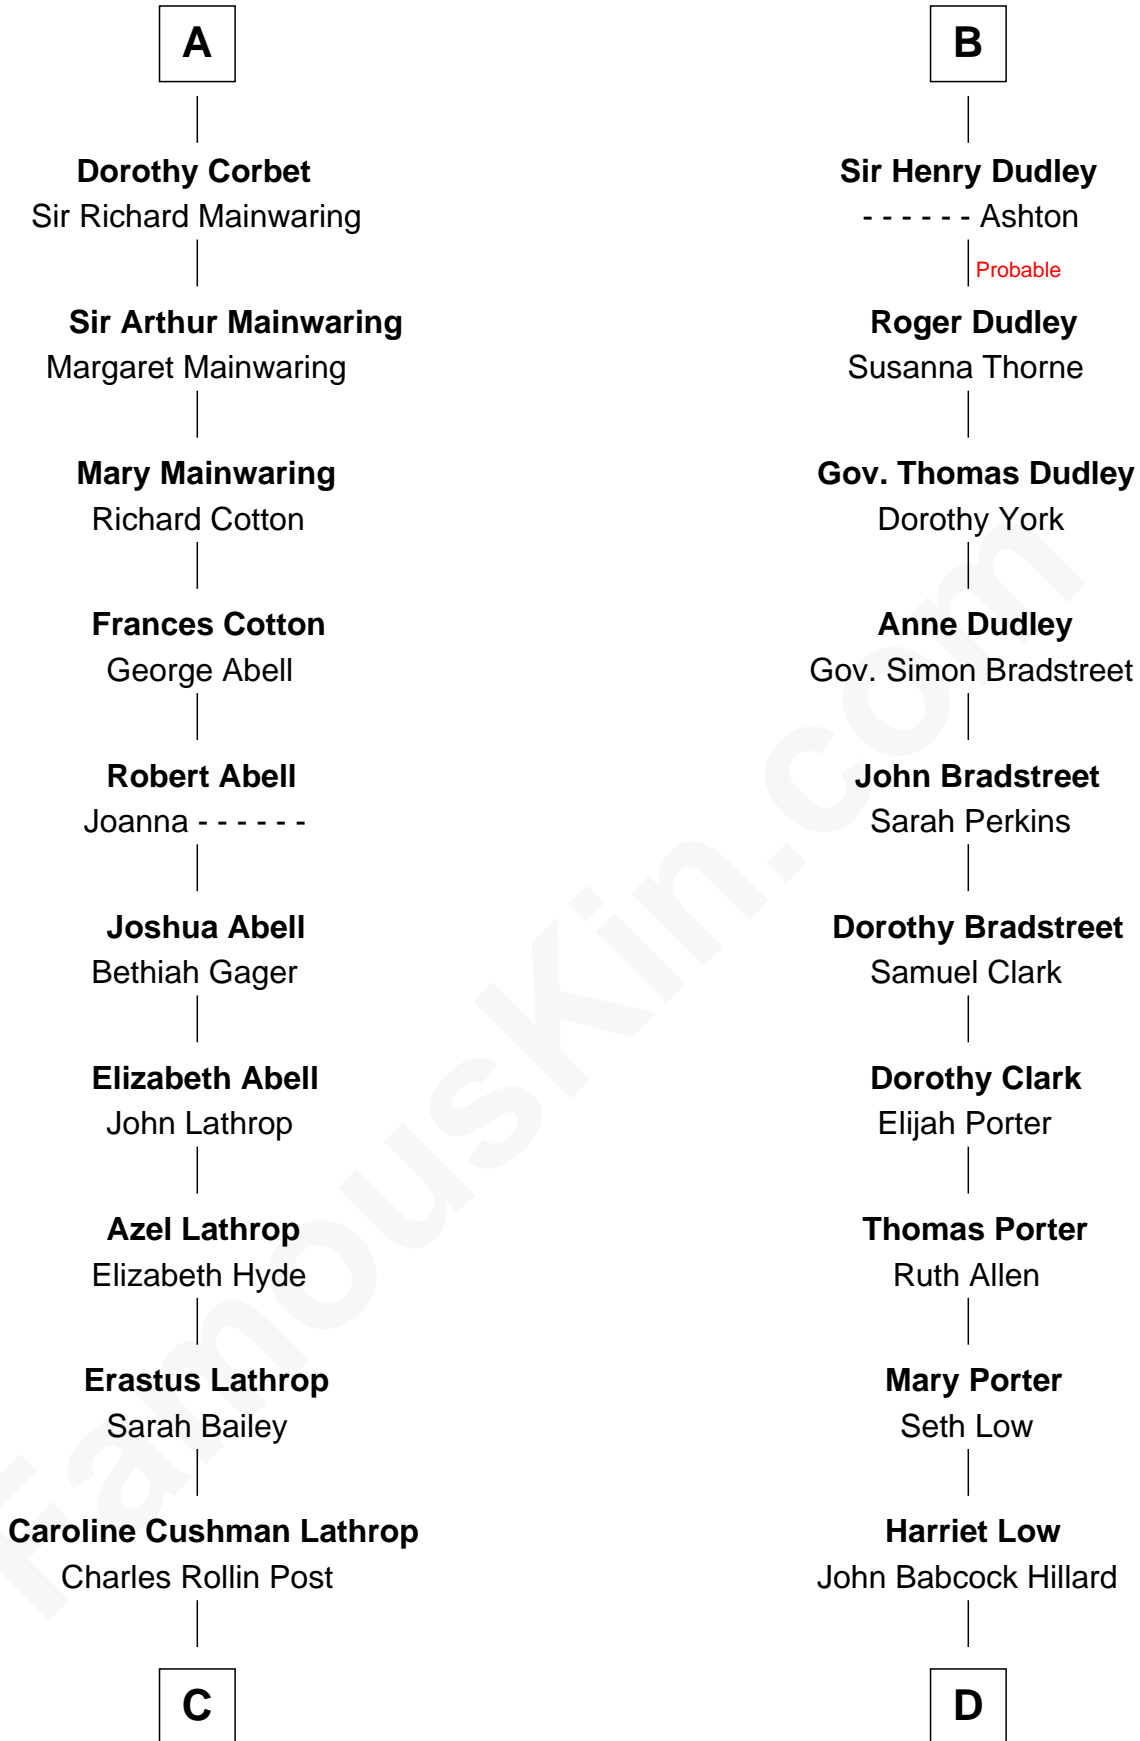 A
Dorothy Corbet
Sir Richard Mainwaring
Sir Arthur Mainwaring
Margaret Mainwaring
Mary Mainwaring
Richard Cotton
Frances Cotton
George Abell
Robert Abell
Joanna - - - - - -
Joshua Abell
Bethiah Gager
Elizabeth Abell
John Lathrop
Azel Lathrop
Elizabeth Hyde
Erastus Lathrop
Sarah Bailey
Caroline Cushman Lathrop
Charles Rollin Post
C
B
Sir Henry Dudley
- - - - - - Ashton
Probable
Roger Dudley
Susanna Thorne
Gov. Thomas Dudley
Dorothy York
Anne Dudley
Gov. Simon Bradstreet
John Bradstreet
Sarah Perkins
Dorothy Bradstreet
Samuel Clark
Dorothy Clark
Elijah Porter
Thomas Porter
Ruth Allen
Mary Porter
Seth Low
Harriet Low
John Babcock Hillard
D
FamousKin.com